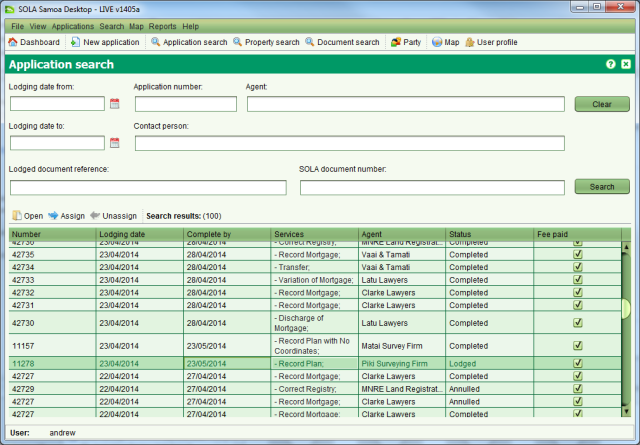 SOLA Samoa Desktop - LIVE v1405a
File View Applications Search Map Reports Help
Dashboard New application Application search Property search Document search Party Map User profile
Application search
Lodging date from: Application number: Agent:
Clear
Lodging date to: Contact person:
Lodged document reference: SOLA document number:
Search
Open Assign Unassign Search results: (100)
Number Lodging date Complete by Services Agent Status Fee paid
42736 23/04/2014 28/04/2014 - Correct Registry; MNRE Land Registrat... Completed
42735 23/04/2014 28/04/2014 - Record Mortgage; Vaai & Tamati Completed
42734 23/04/2014 28/04/2014 - Transfer; Vaai & Tamati Completed
42733 23/04/2014 28/04/2014 - Variation of Mortgage; Latu Lawyers Completed
42732 23/04/2014 28/04/2014 - Record Mortgage; Clarke Lawyers Completed
42731 23/04/2014 28/04/2014 - Record Mortgage; Clarke Lawyers Completed
42730 23/04/2014 28/04/2014 - Discharge of Mortgage; Latu Lawyers Completed
11157 23/04/2014 23/05/2014 - Record Plan with No Coordinates; Matai Survey Firm Completed
11278 23/04/2014 23/05/2014 - Record Plan; Piki Surveying Firm Lodged
42727 22/04/2014 27/04/2014 - Record Mortgage; Clarke Lawyers Completed
42729 22/04/2014 27/04/2014 - Correct Registry; MNRE Land Registrat... Annulled
42727 22/04/2014 27/04/2014 - Record Mortgage; Clarke Lawyers Annulled
42727 22/04/2014 27/04/2014 - Record Mortgage; Clarke Lawyers Completed
User: andrew